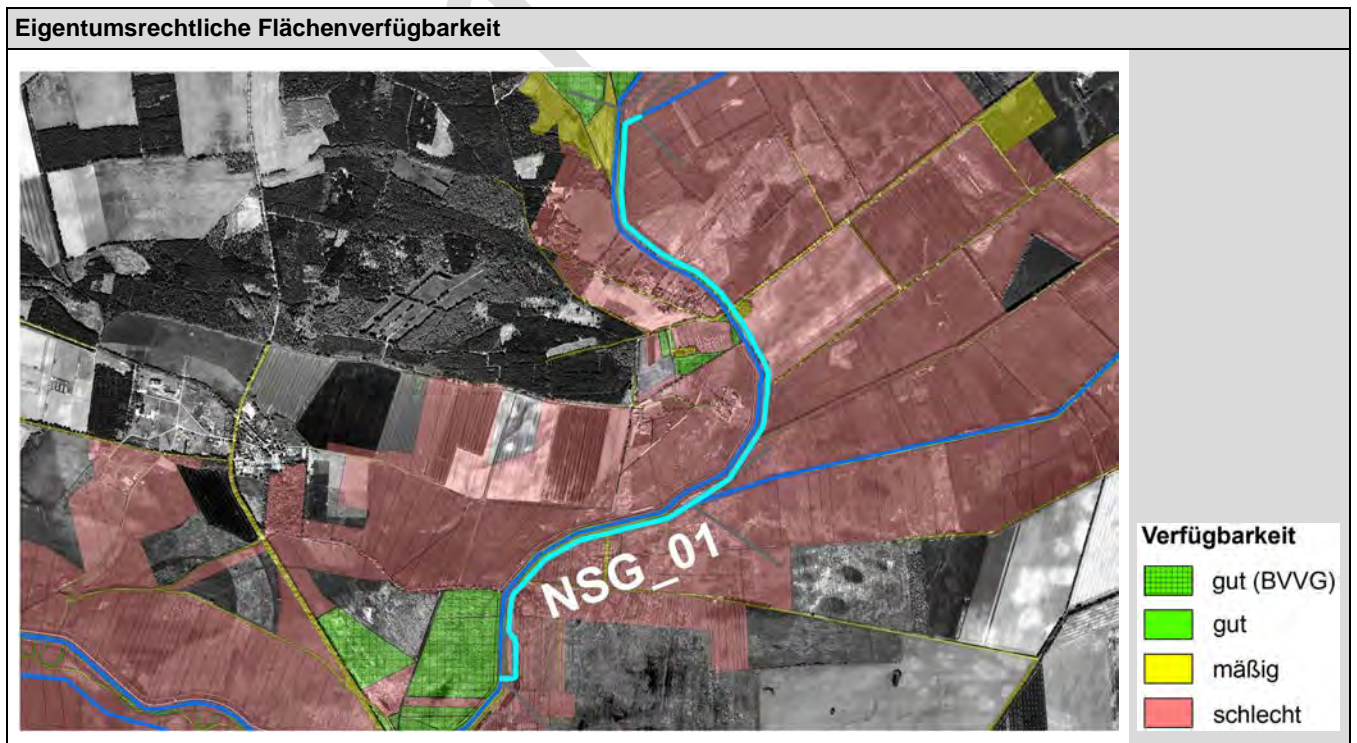 Eigentumsrechtliche Flächenverfügbarkeit
NSG_01
Verfügbarkeit
gut (BVVG)
gut
mäßig
schlecht